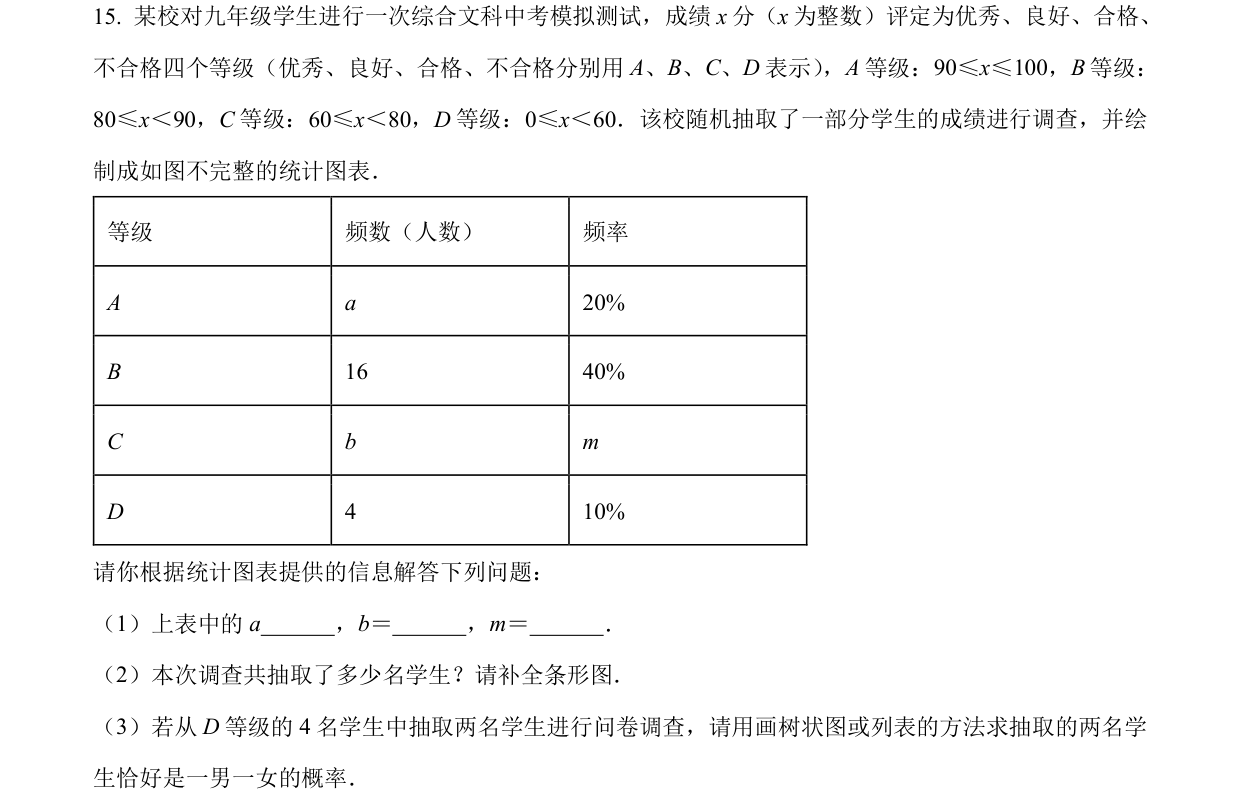 15. 某校对九年级学生进行一次综合文科中考模拟测试，成绩 x 分（x 为整数）评定为优秀、良好、合格、
不合格四个等级（优秀、良好、合格、不合格分别用 A、B、C、D 表示），A 等级：90≤x≤100，B 等级：
80≤x＜90，C 等级：60≤x＜80，D 等级：0≤x＜60．该校随机抽取了一部分学生的成绩进行调查，并绘
制成如图不完整的统计图表．
等级 频数（人数） 频率
A a 20%
B 16 40%
C b m
D 4 10%
请你根据统计图表提供的信息解答下列问题：
（1）上表中的 a______，b＝______，m＝______．
（2）本次调查共抽取了多少名学生？请补全条形图．
（3）若从 D 等级的 4 名学生中抽取两名学生进行问卷调查，请用画树状图或列表的方法求抽取的两名学
生恰好是一男一女的概率．